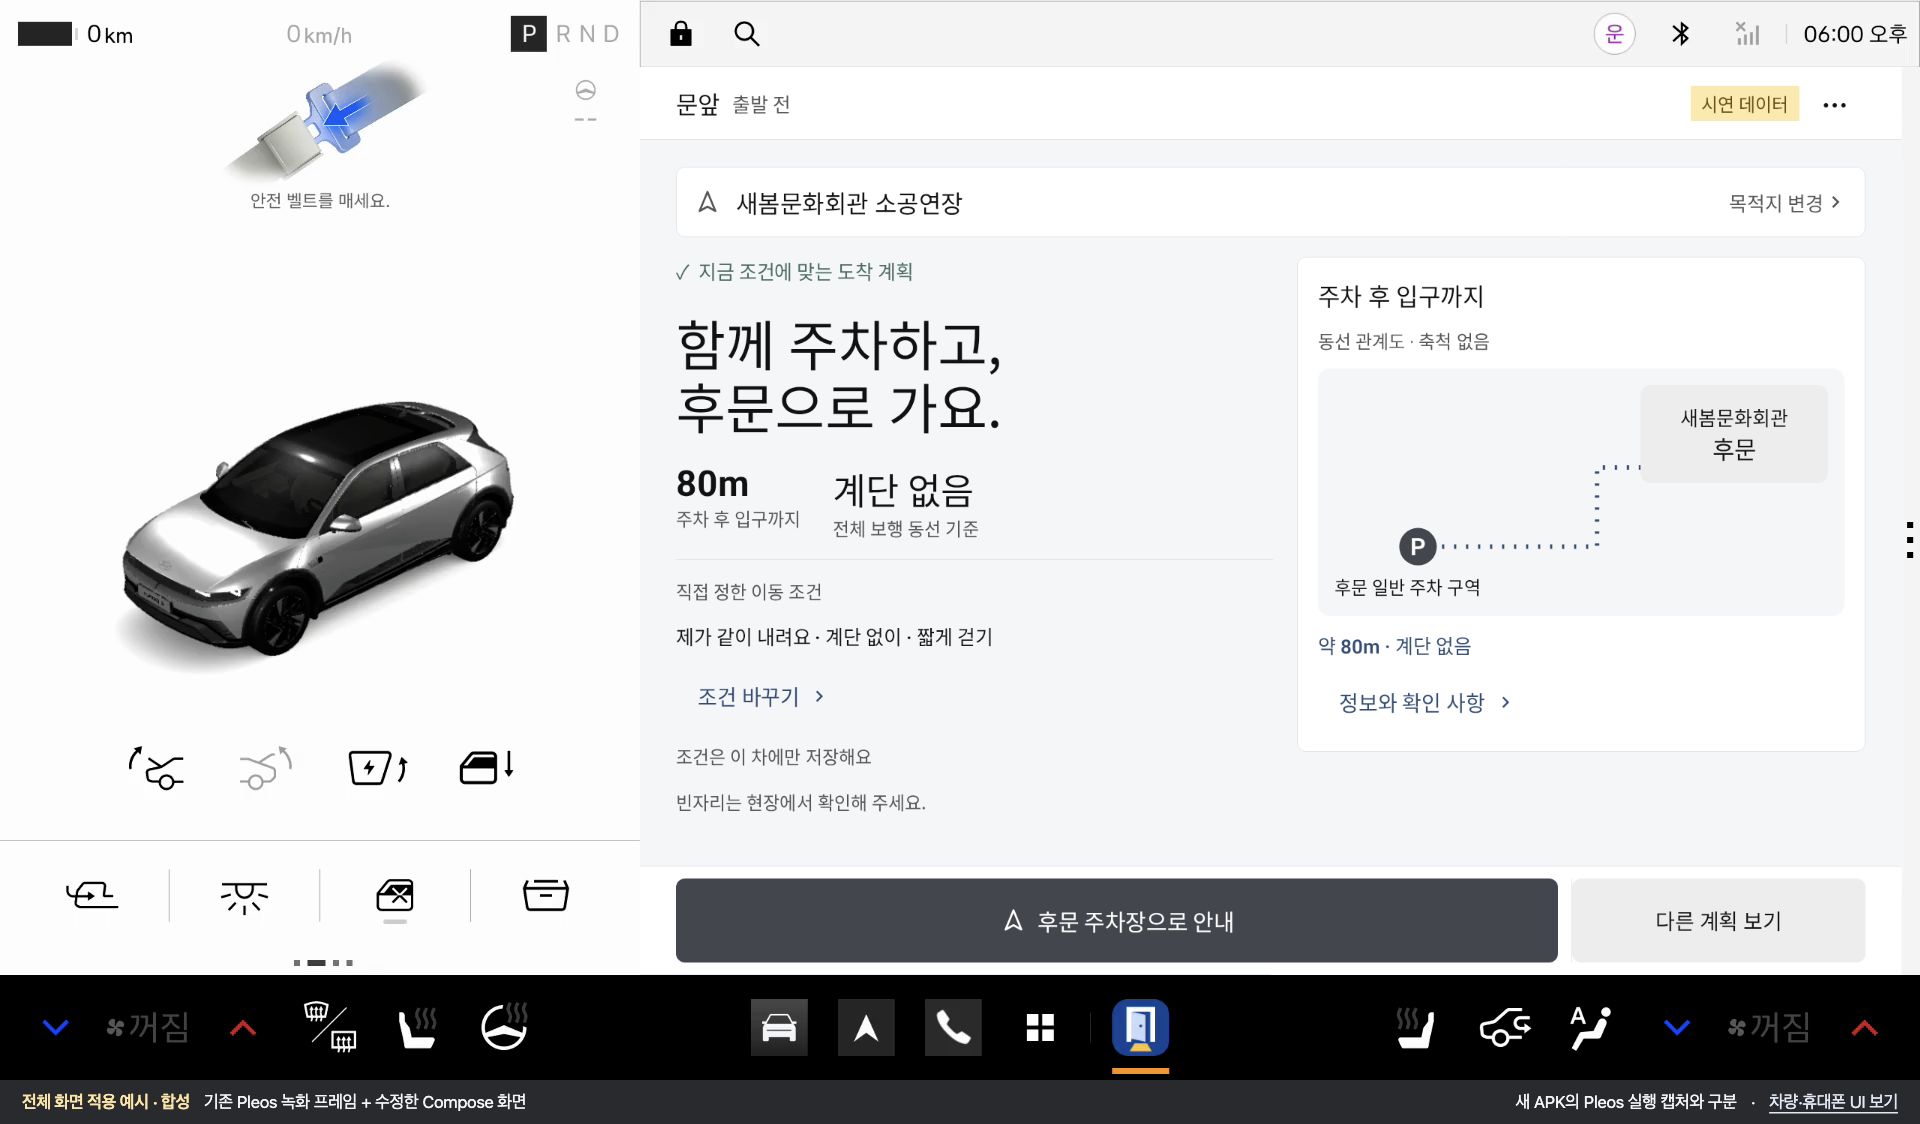 0 km
0 km/h
P R N D
운
06:00 오후
안전 벨트를 매세요.
문앞 출발 전
시연 데이터
새봄문화회관 소공연장
목적지 변경
✓ 지금 조건에 맞는 도착 계획
함께 주차하고,
후문으로 가요.
80m
주차 후 입구까지
계단 없음
전체 보행 동선 기준
직접 정한 이동 조건
제가 같이 내려요 · 계단 없이 · 짧게 걷기
조건 바꾸기
조건은 이 차에만 저장해요
빈자리는 현장에서 확인해 주세요.
주차 후 입구까지
동선 관계도 · 축척 없음
새봄문화회관
후문
P
후문 일반 주차 구역
약 80m · 계단 없음
정보와 확인 사항
후문 주차장으로 안내
다른 계획 보기
꺼짐
A
꺼짐
전체 화면 적용 예시 · 합성 기존 Pleos 녹화 프레임 + 수정한 Compose 화면
새 APK의 Pleos 실행 캡처와 구분 · 차량·휴대폰 UI 보기